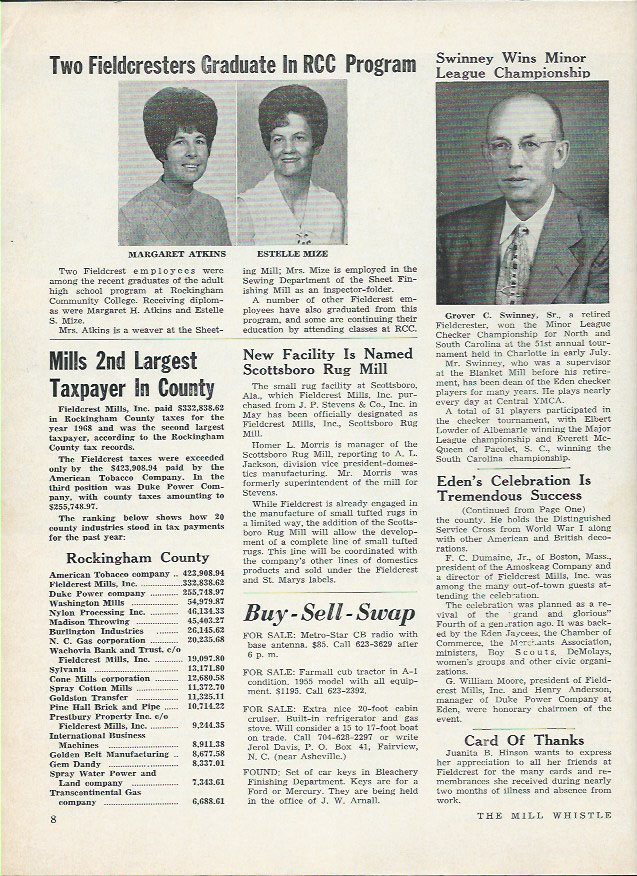 Two Fieldcresters Graduate In RCC Program
MARGARET ATKINS
ESTELLE MIZE
Two Fieldcrest employees were
among the recent graduates of the adult
high school program at Rockingham
Community College. Receiving diplom-
as were Margaret H. Atkins and Estelle
S. Mize.
Mrs. Atkins is a weaver at the Sheet-
ing Mill; Mrs. Mize is employed in the
Sewing Department of the Sheet Fin-
ishing Mill as an inspector-folder.
A number of other Fieldcrest em-
ployees have also graduated from this
program, and some are continuing their
education by attending classes at RCC.
Mills 2nd Largest
Taxpayer In County
Fieldcrest Mills, Inc. paid $332,838.62
in Rockingham County taxes for the
year 1968 and was the second largest
taxpayer, according to the Rockingham
County tax records.
The Fieldcrest taxes were exceeded
only by the $423,908.94 paid by the
American Tobacco Company. In the
third position was Duke Power Com-
pany, with county taxes amounting to
$255,748.97.
The ranking below shows how 20
county industries stood in tax payments
for the past year:
Rockingham County
American Tobacco company .. 423,908.94
Fieldcrest Mills, Inc. ..............332,838.62
Duke Power company ........... 255,748.97
Washington Mills ................. 54,979.87
Nylon Processing Inc. ........... 46,134.33
Madison Throwing ................ 45,403.27
Burlington Industries ........... 26,145.62
N. C. Gas corporation ........... 20,235.68
Wachovia Bank and Trust. c/o
Fieldcrest Mills, Inc. ........... 19,097.80
Sylvania ............................ 13,171.80
Cone Mills corporation .......... 12,680.58
Spray Cotton Mills ................ 11,372.70
Goldston Transfer ................ 11,325.11
Pine Hall Brick and Pipe ...... 10,714.22
Prestbury Property Inc. c/o
Fieldcrest Mills, Inc. ............ 9,244.35
International Business
Machines ......................... 8,911.38
Golden Belt Manufacturing .. 8,677.58
Gem Dandy ........................ 8,337.01
Spray Water Power and
Land company .................. 7,343.61
Transcontinental Gas
company ........................... 6,688.61
New Facility Is Named
Scottsboro Rug Mill
The small rug facility at Scottsboro,
Ala., which Fieldcrest Mills, Inc. pur-
chased from J. P. Stevens & Co., Inc. in
May has been officially designated as
Fieldcrest Mills, Inc., Scottsboro Rug
Mill.
Homer L. Morris is manager of the
Scottsboro Rug Mill, reporting to A. L.
Jackson, division vice president-domes-
tics manufacturing. Mr. Morris was
formerly superintendent of the mill for
Stevens.
While Fieldcrest is already engaged in
the manufacture of small tufted rugs in
a limited way, the addition of the Scotts-
boro Rug Mill will allow the develop-
ment of a complete line of small tufted
rugs. This line will be coordinated with
the company's other lines of domestics
products and sold under the Fieldcrest
and St. Marys labels.
Buy-Sell-Swap
FOR SALE: Metro-Star CB radio with
base antenna. $85. Call 623-3629 after
6 p. m.
FOR SALE: Farmall cub tractor in A-1
condition. 1955 model with all equip-
ment. $1195. Call 623-2392.
FOR SALE: Extra nice 20-foot cabin
cruiser. Built-in refrigerator and gas
stove. Will consider a 15 to 17-foot boat
on trade. Call 704-628-2297 or write
Jerol Davis, P. O. Box 41, Fairview,
N. C. (near Asheville.)
FOUND: Set of car keys in Bleachery
Finishing Department. Keys are for a
Ford or Mercury. They are being held
in the office of J. W. Arnall.
Swinney Wins Minor
League Championship
Grover C. Swinney, Sr., a retired
Fieldcrester, won the Minor League
Checker Championship for North and
South Carolina at the 51st annual tour-
nament held in Charlotte in early July.
Mr. Swinney, who was a supervisor
at the Blanket Mill before his retire-
ment, has been dean of the Eden checker
players for many years. He plays nearly
every day at Central YMCA.
A total of 51 players participated in
the checker tournament, with Elbert
Lowder of Albemarle winning the Major
League championship and Everett Mc-
Queen of Pacolet, S. C., winning the
South Carolina championship.
Eden's Celebration Is
Tremendous Success
(Continued from Page One)
the county. He holds the Distinguished
Service Cross from World War I along
with other American and British deco-
rations.
F. C. Dumaine, Jr., of Boston, Mass.,
president of the Amoskeag Company and
a director of Fieldcrest Mills, Inc. was
among the many out-of-town guests at-
tending the celebration.
The celebration was planned as a re-
vival of the "grand and glorious"
Fourth of a generation ago. It was back-
ed by the Eden Jaycees, the Chamber of
Commerce, the Merchants Association,
ministers, Boy Scouts, DeMolays,
women's groups and other civic organi-
zations.
G. William Moore, president of Field-
crest Mills, Inc. and Henry Anderson,
manager of Duke Power Company at
Eden, were honorary chairmen of the
event.
Card Of Thanks
Juanita B. Hinson wants to express
her appreciation to all her friends at
Fieldcrest for the many cards and re-
membrances she received during nearly
two months of illness and absence from
work.
8
THE MILL WHISTLE